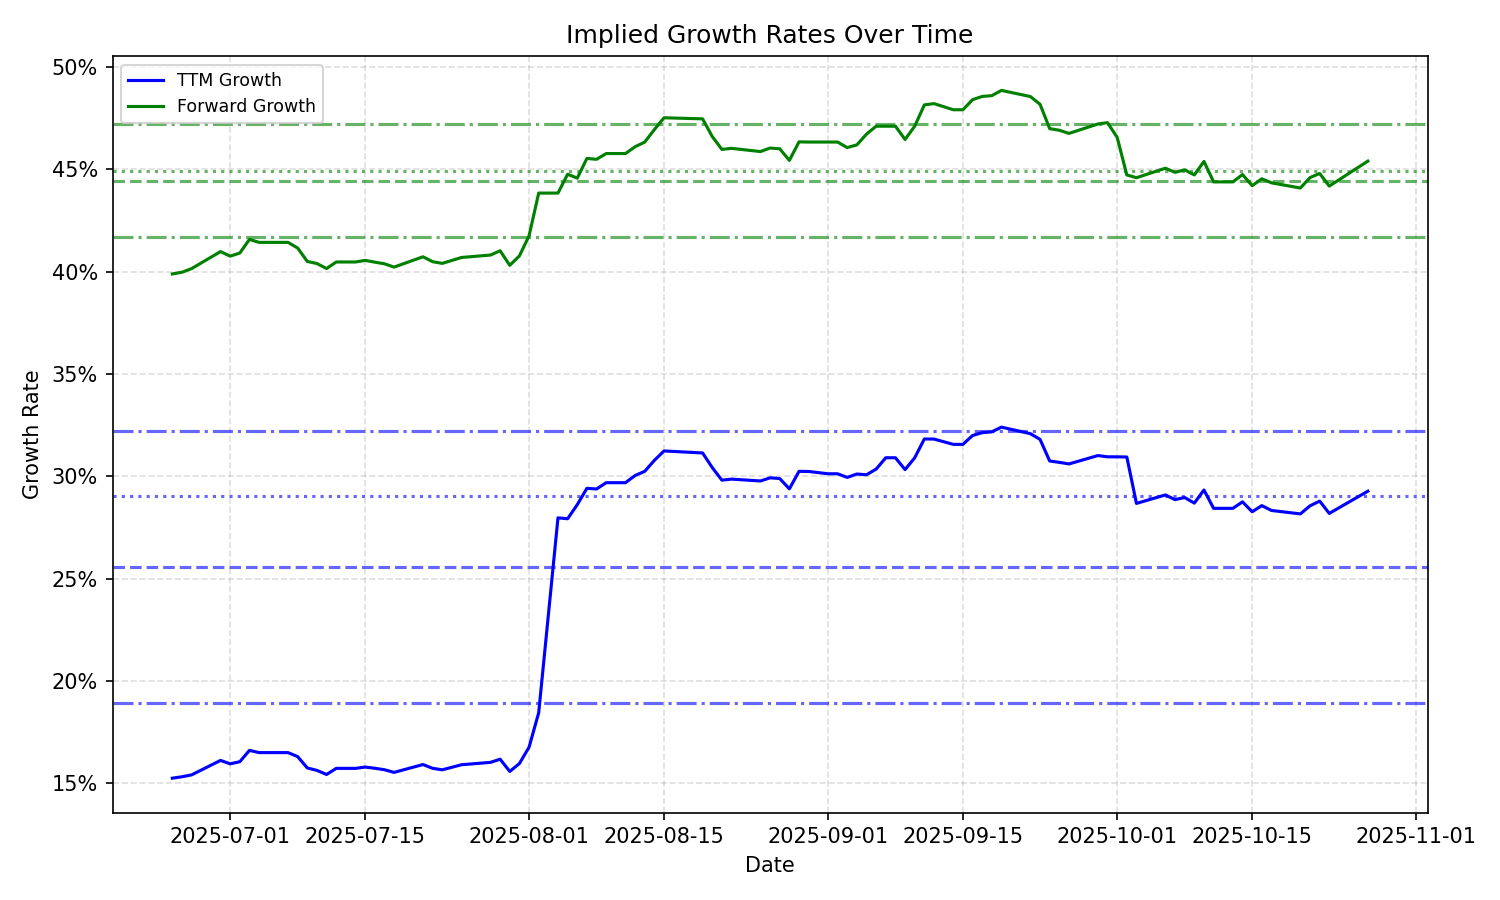 Implied Growth Rates Over Time
TTM Growth
Forward Growth
50%
45%
40%
35%
30%
25%
20%
15%
Growth Rate
2025-07-01 2025-07-15 2025-08-01 2025-08-15 2025-09-01 2025-09-15 2025-10-01 2025-10-15 2025-11-01
Date